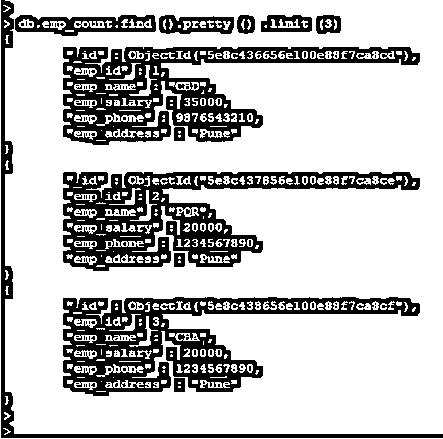 >
> db.emp_count.find ().pretty () .limit (3)
{
"_id" : ObjectId("5e8c436656e100e88f7ca8cd"),
"emp_id" : 1,
"emp_name" : "CBD",
"emp_salary" : 35000,
"emp_phone" : 9876543210,
"emp_address" : "Pune"
}
{
"_id" : ObjectId("5e8c437856e100e88f7ca8ce"),
"emp_id" : 2,
"emp_name" : "PQR",
"emp_salary" : 20000,
"emp_phone" : 1234567890,
"emp_address" : "Pune"
}
{
"_id" : ObjectId("5e8c438656e100e88f7ca8cf"),
"emp_id" : 3,
"emp_name" : "CBA",
"emp_salary" : 20000,
"emp_phone" : 1234567890,
"emp_address" : "Pune"
}
>
>